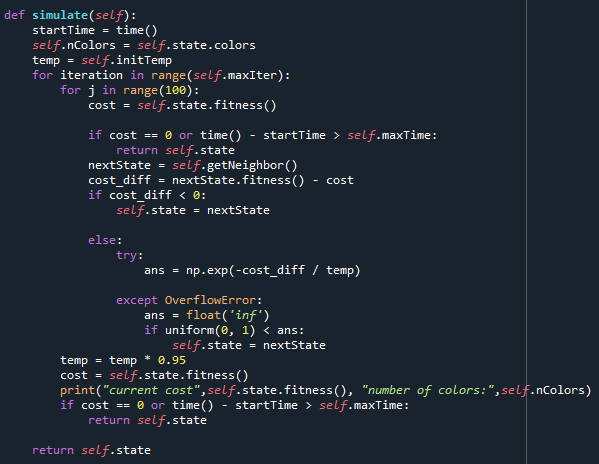 def simulate(self):
    startTime = time()
    self.nColors = self.state.colors
    temp = self.initTemp
    for iteration in range(self.maxIter):
        for j in range(100):
            cost = self.state.fitness()

            if cost == 0 or time() - startTime > self.maxTime:
                return self.state
            nextState = self.getNeighbor()
            cost_diff = nextState.fitness() - cost
            if cost_diff < 0:
                self.state = nextState

            else:
                try:
                    ans = np.exp(-cost_diff / temp)

                except OverflowError:
                    ans = float('inf')
                    if uniform(0, 1) < ans:
                        self.state = nextState
        temp = temp * 0.95
        cost = self.state.fitness()
        print("current cost",self.state.fitness(), "number of colors:",self.nColors)
        if cost == 0 or time() - startTime > self.maxTime:
            return self.state

    return self.state